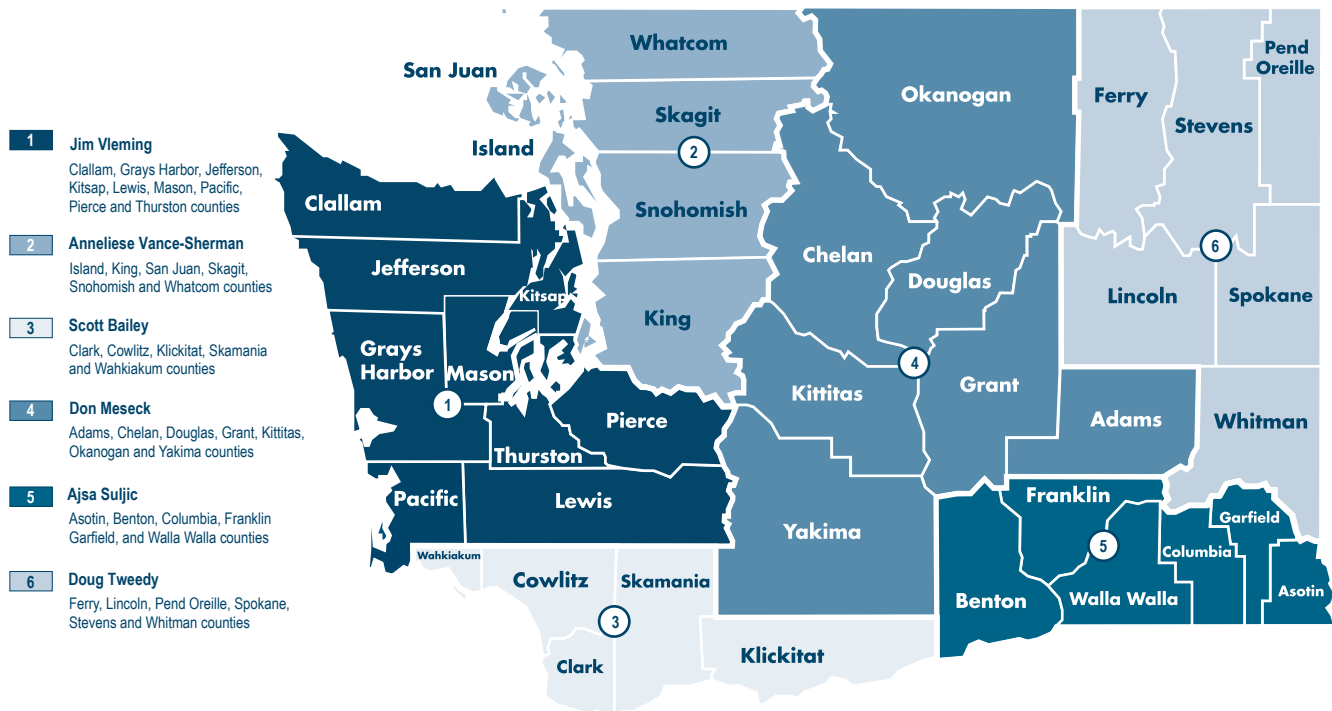 1
Jim Vleming
Clallam, Grays Harbor, Jefferson,
Kitsap, Lewis, Mason, Pacific,
Pierce and Thurston counties
2
Anneliese Vance-Sherman
Island, King, San Juan, Skagit,
Snohomish and Whatcom counties
3
Scott Bailey
Clark, Cowlitz, Klickitat, Skamania
and Wahkiakum counties
4
Don Meseck
Adams, Chelan, Douglas, Grant, Kittitas,
Okanogan and Yakima counties
5
Ajsa Suljic
Asotin, Benton, Columbia, Franklin
Garfield, and Walla Walla counties
6
Doug Tweedy
Ferry, Lincoln, Pend Oreille, Spokane,
Stevens and Whitman counties
Whatcom
San Juan
Skagit
Island
2
Snohomish
King
Clallam
Jefferson
Kitsap
Grays
Harbor
Mason
1
Pierce
Thurston
Pacific
Lewis
Wahkiakum
Cowlitz
Skamania
3
Clark
Klickitat
Okanogan
Chelan
Douglas
4
Kittitas
Grant
Adams
Yakima
Ferry
Stevens
Pend
Oreille
6
Lincoln
Spokane
Whitman
Franklin
5
Benton
Walla Walla
Columbia
Garfield
Asotin